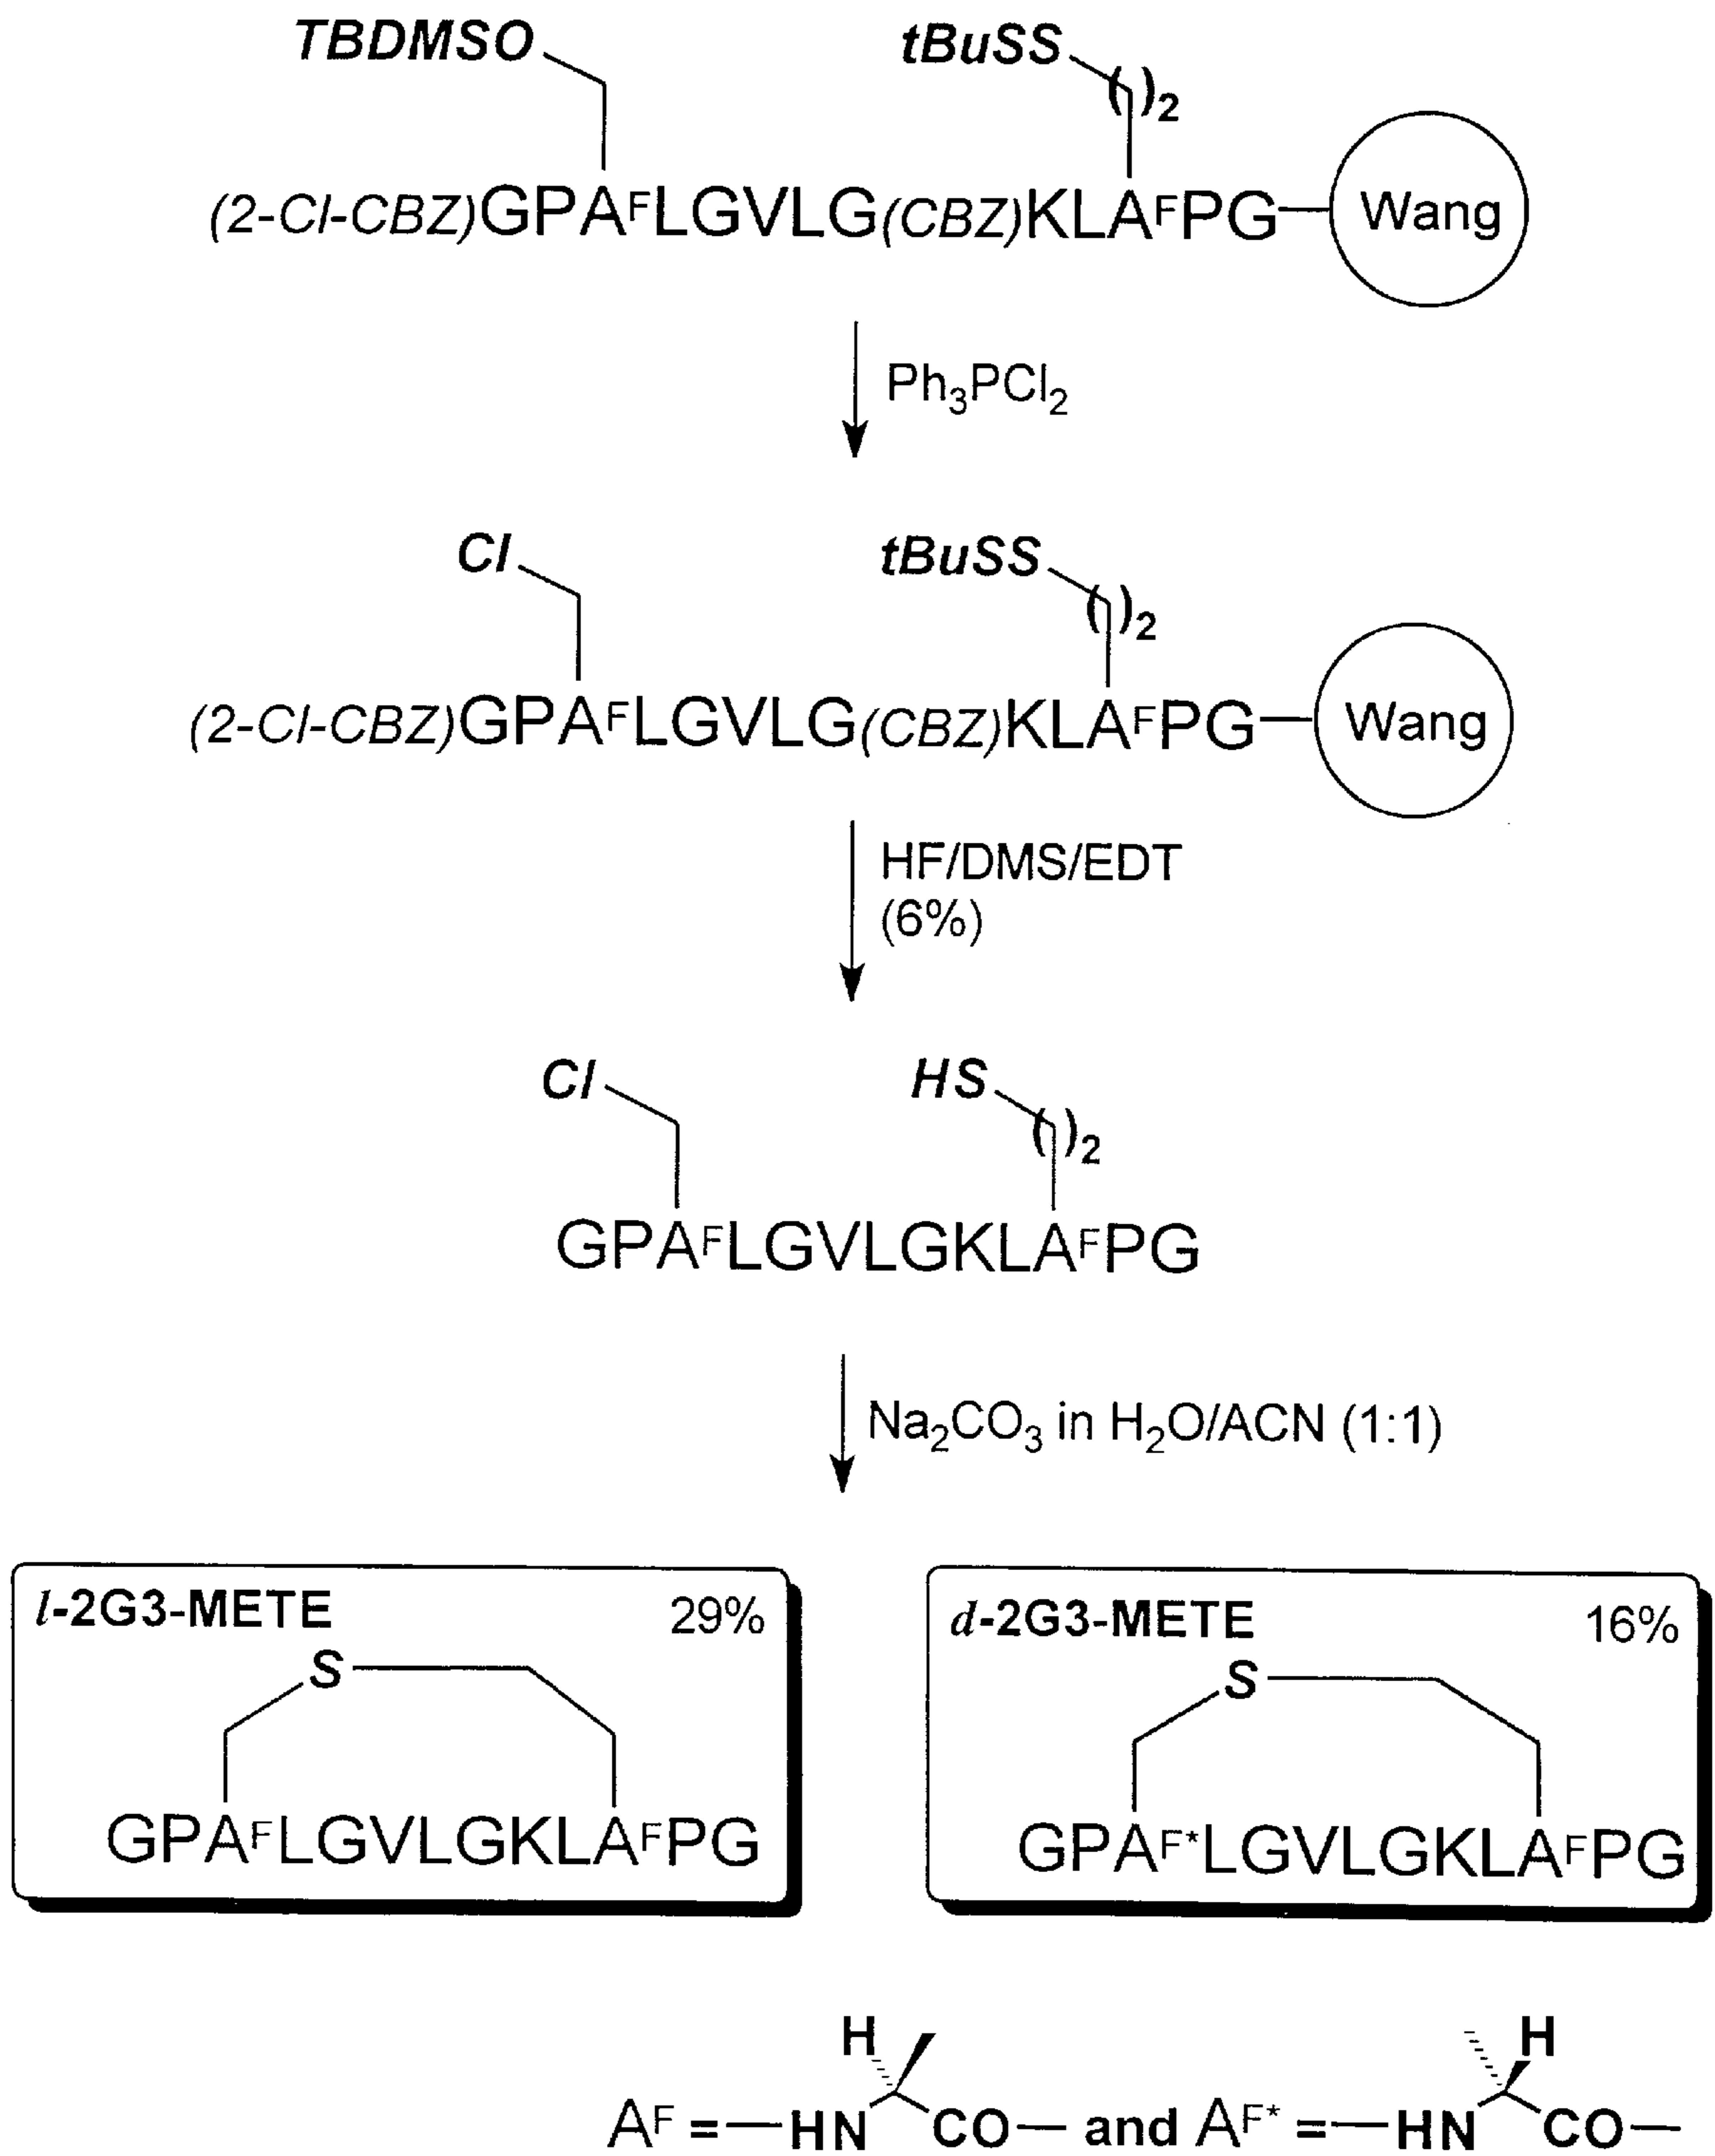 TBDMSO tBuSS
( )2
(2-Cl-CBZ)GPAFLGVLG(CBZ)KLAFPG Wang
Ph3PCl2
Cl tBuSS
( )2
(2-Cl-CBZ)GPAFLGVLG(CBZ)KLAFPG Wang
HF/DMS/EDT
(6%)
Cl HS
( )2
GPAFLGVLGKLAFPG
Na2CO3 in H2O/ACN (1:1)
l-2G3-METE 29%
S
GPAFLGVLGKLAFPG
d-2G3-METE 16%
S
GPAF*LGVLGKLAFPG
H H
AF = HN CO and AF* = HN CO